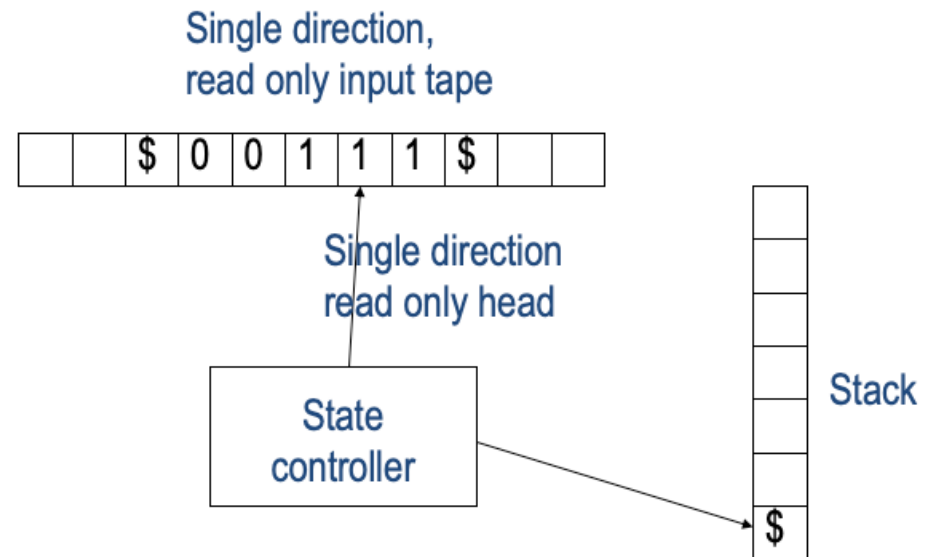 Single direction,
read only input tape
$ 0 0 1 1 1 $
Single direction
read only head
State
controller
Stack
$